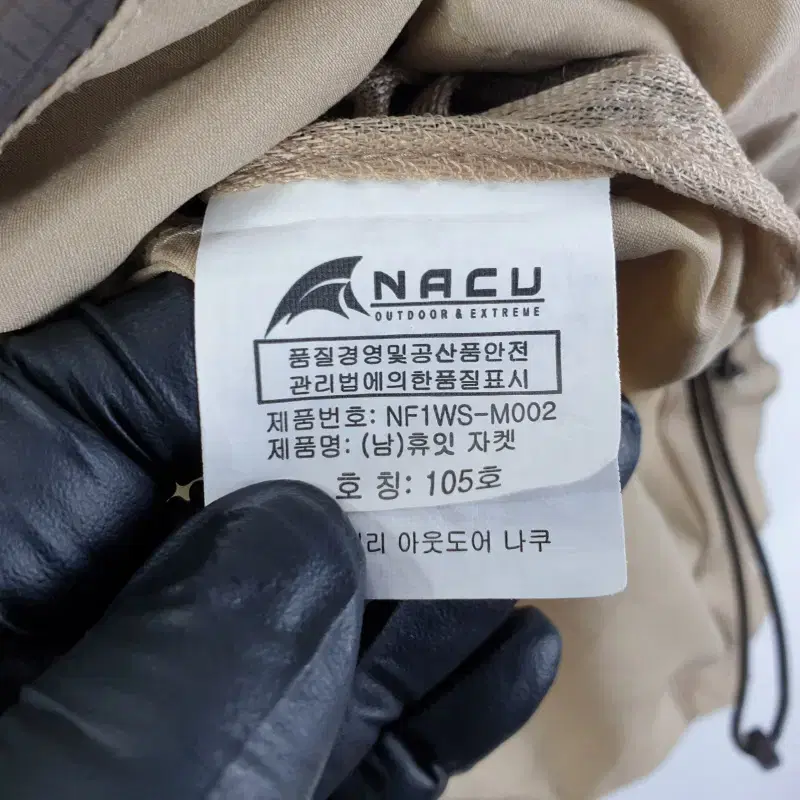 NACU
OUTDOOR & EXTREME
품질경영및공산품안전
관리법에의한품질표시
제품번호: NF1WS-M002
제품명: (남)휴잇 자켓
호 칭: 105호
리 아웃도어 나쿠